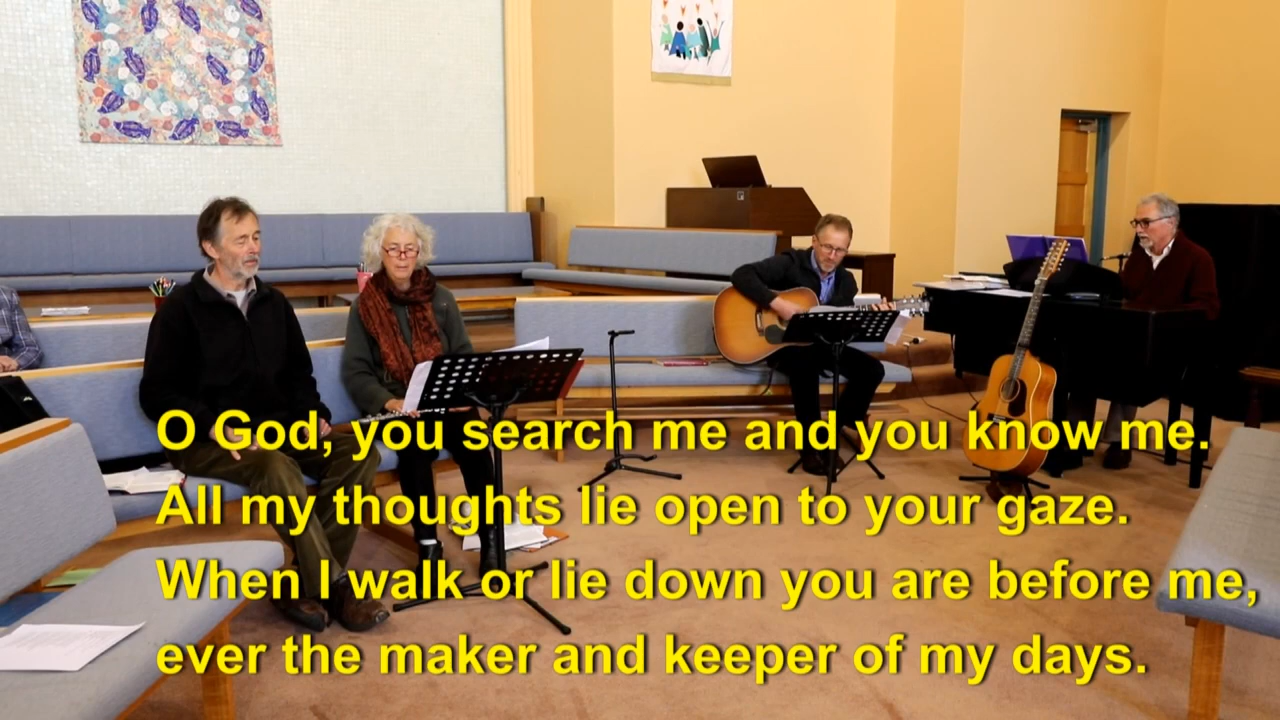 O God, you search me and you know me.
All my thoughts lie open to your gaze.
When I walk or lie down you are before me,
ever the maker and keeper of my days.